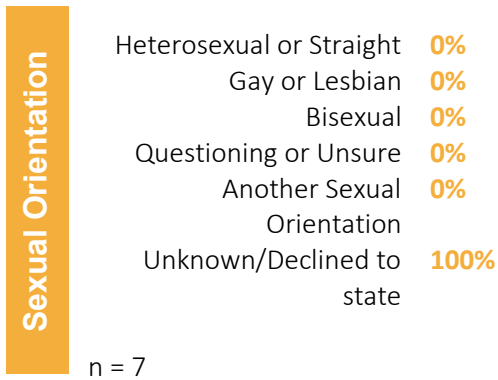 Sexual Orientation
Heterosexual or Straight 0%
Gay or Lesbian 0%
Bisexual 0%
Questioning or Unsure 0%
Another Sexual 0%
Orientation
Unknown/Declined to 100%
state
n = 7